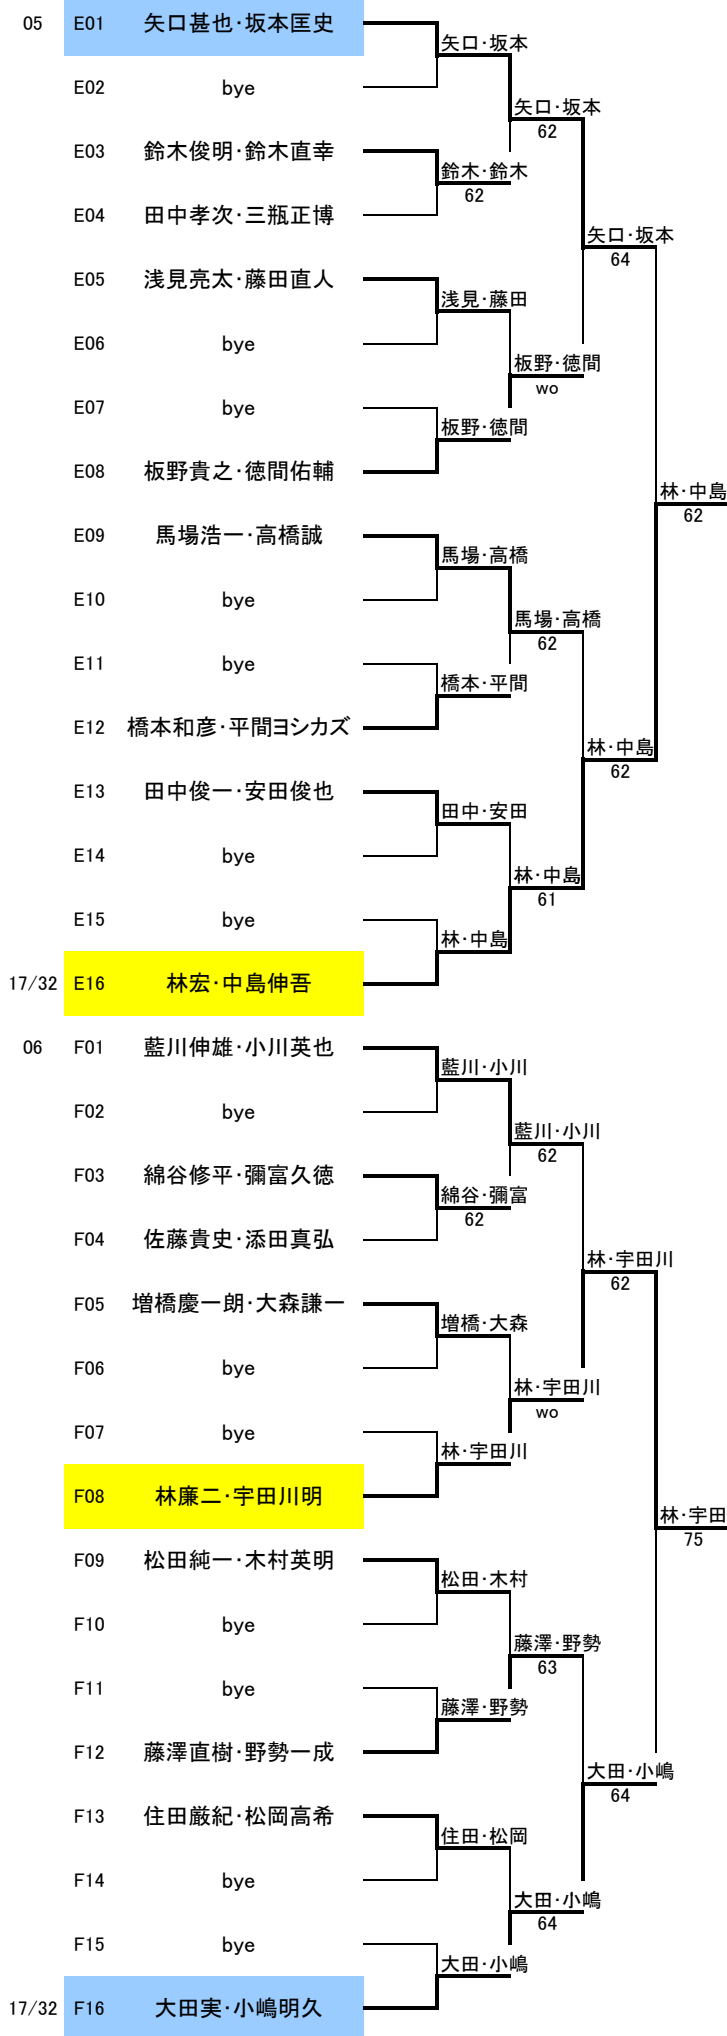 05 E01 矢口甚也・坂本匡史
矢口・坂本
E02 bye
矢口・坂本
62
E03 鈴木俊明・鈴木直幸
鈴木・鈴木
62
E04 田中孝次・三瓶正博
矢口・坂本
64
E05 浅見亮太・藤田直人
浅見・藤田
E06 bye
板野・徳間
wo
E07 bye
板野・徳間
E08 板野貴之・徳間佑輔
林・中島
62
E09 馬場浩一・高橋誠
馬場・高橋
E10 bye
馬場・高橋
62
E11 bye
橋本・平間
E12 橋本和彦・平間ヨシカズ
林・中島
62
E13 田中俊一・安田俊也
田中・安田
E14 bye
林・中島
61
E15 bye
林・中島
17/32 E16 林宏・中島伸吾
06 F01 藍川伸雄・小川英也
藍川・小川
F02 bye
藍川・小川
62
F03 綿谷修平・彌富久徳
綿谷・彌富
62
F04 佐藤貴史・添田真弘
林・宇田川
62
F05 増橋慶一朗・大森謙一
増橋・大森
F06 bye
林・宇田川
wo
F07 bye
林・宇田川
F08 林廉二・宇田川明
林・宇田
75
F09 松田純一・木村英明
松田・木村
F10 bye
藤澤・野勢
63
F11 bye
藤澤・野勢
F12 藤澤直樹・野勢一成
大田・小嶋
64
F13 住田厳紀・松岡高希
住田・松岡
F14 bye
大田・小嶋
64
F15 bye
大田・小嶋
17/32 F16 大田実・小嶋明久